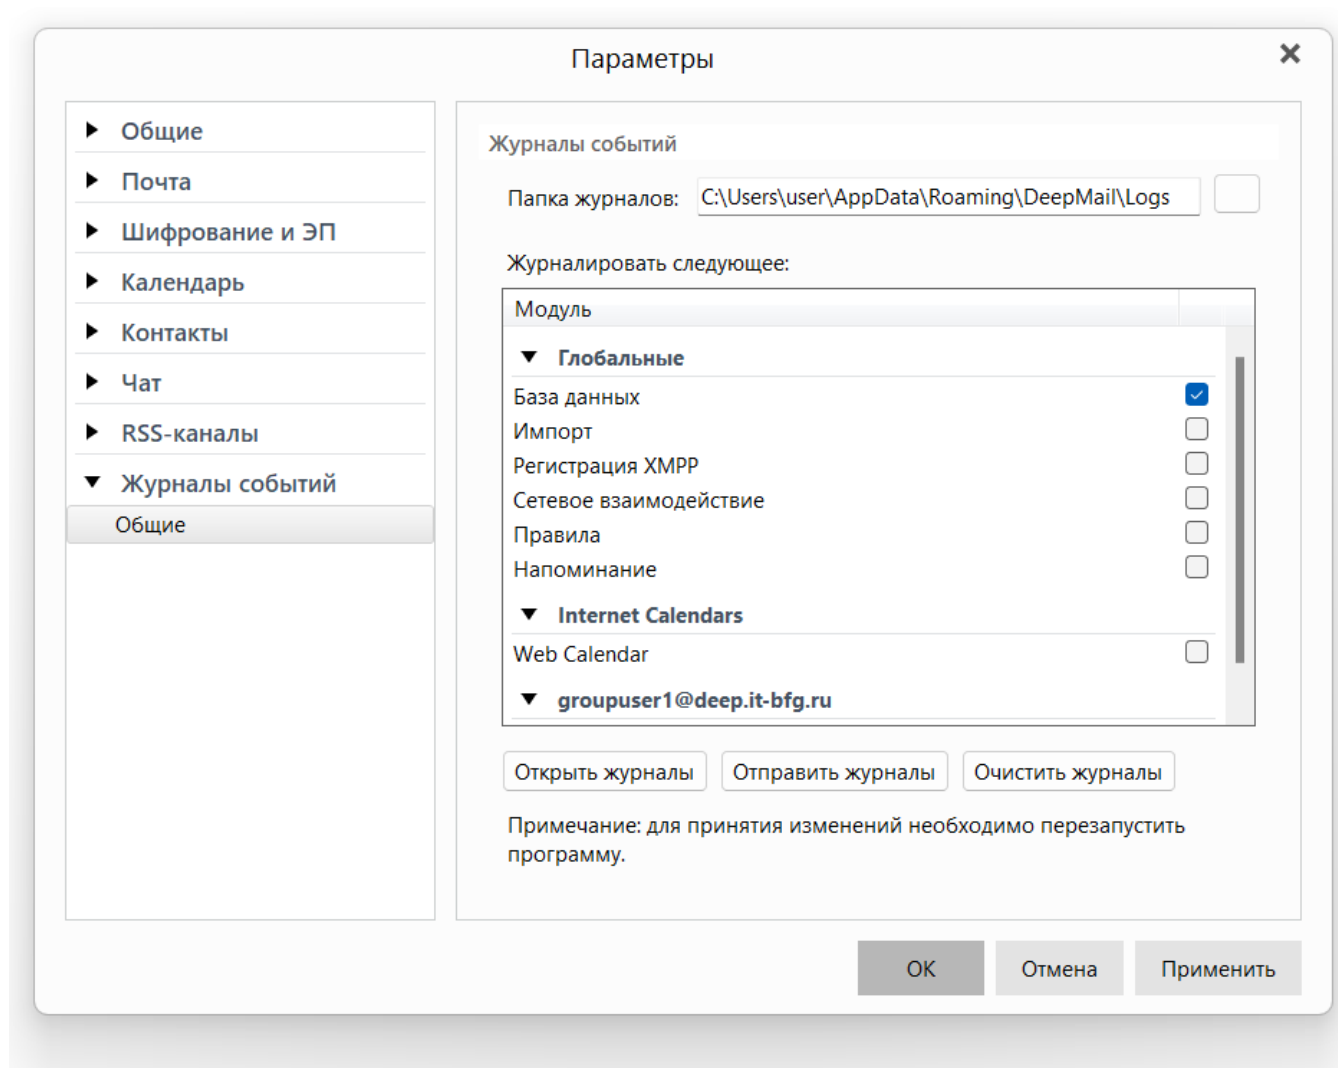 Параметры
Общие
Почта
Шифрование и ЭП
Календарь
Контакты
Чат
RSS-каналы
Журналы событий
Общие
Журналы событий
Папка журналов: C:\Users\user\AppData\Roaming\DeepMail\Logs
Журналировать следующее:
Модуль
Глобальные
База данных
Импорт
Регистрация XMPP
Сетевое взаимодействие
Правила
Напоминание
Internet Calendars
Web Calendar
groupuser1@deep.it-bfg.ru
Открыть журналы Отправить журналы Очистить журналы
Примечание: для принятия изменений необходимо перезапустить
программу.
ОК Отмена Применить